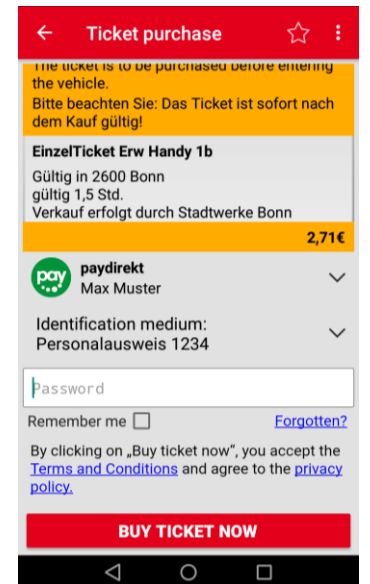 Ticket purchase
The ticket is to be purchased before entering
the vehicle.
Bitte beachten Sie: Das Ticket ist sofort nach
dem Kauf gültig!
EinzelTicket Erw Handy 1b
Gültig in 2600 Bonn
gültig 1,5 Std.
Verkauf erfolgt durch Stadtwerke Bonn
2,71€
pay
paydirekt
Max Muster
Identification medium:
Personalausweis 1234
Password
Remember me
Forgotten?
By clicking on „Buy ticket now“, you accept the
Terms and Conditions and agree to the privacy
policy.
BUY TICKET NOW